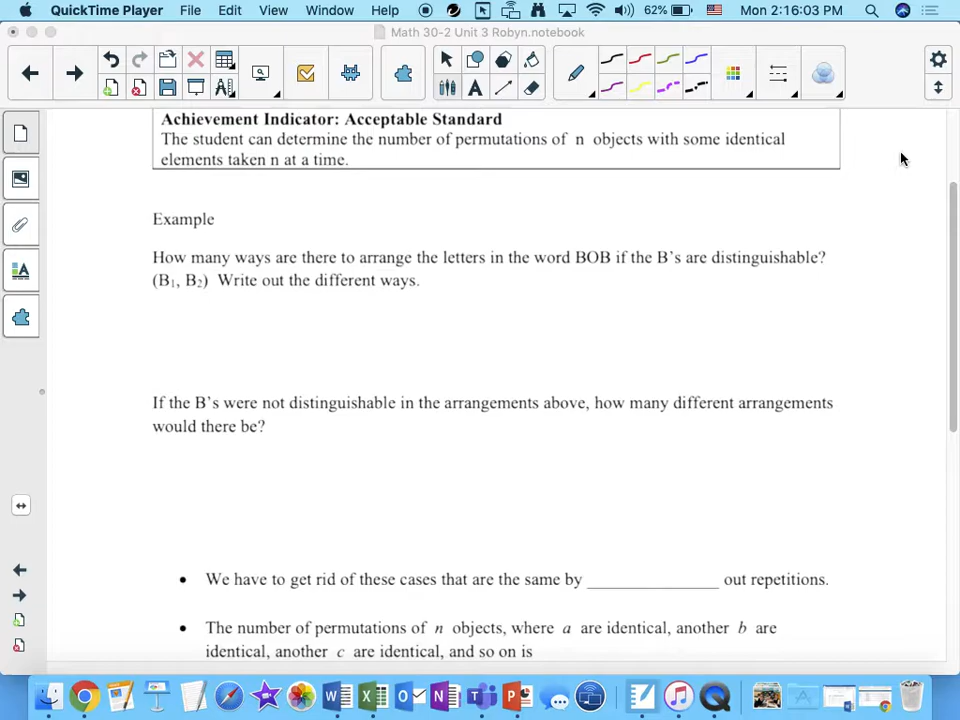 QuickTime Player File Edit View Window Help 62% Mon 2:16:03 PM
Math 30-2 Unit 3 Robyn.notebook
Achievement Indicator: Acceptable Standard
The student can determine the number of permutations of n objects with some identical
elements taken n at a time.
Example
How many ways are there to arrange the letters in the word BOB if the B's are distinguishable?
(B₁, B₂) Write out the different ways.
If the B's were not distinguishable in the arrangements above, how many different arrangements
would there be?
• We have to get rid of these cases that are the same by ______________ out repetitions.
• The number of permutations of n objects, where a are identical, another b are
identical, another c are identical, and so on is